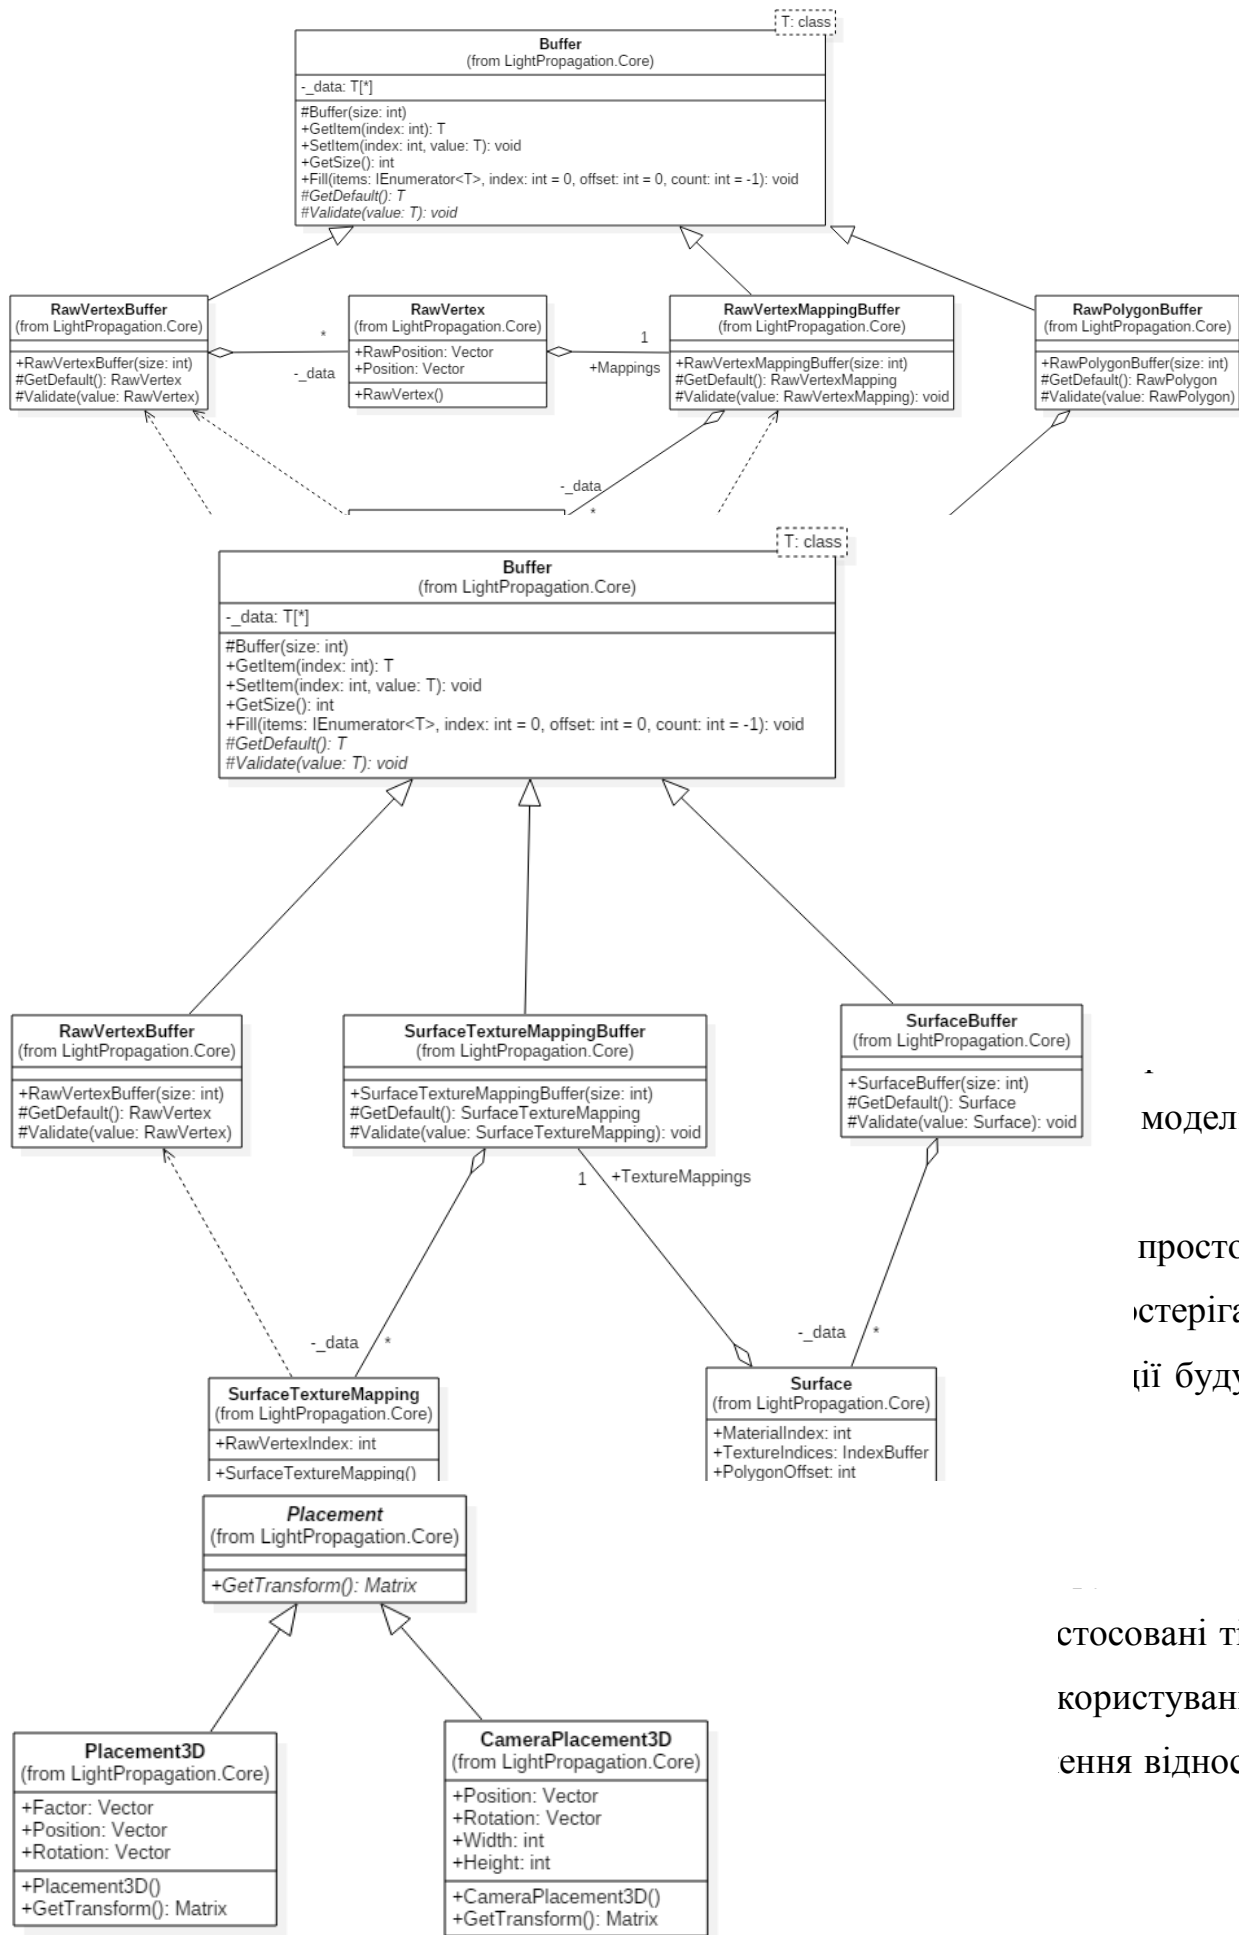 T: class
Buffer
(from LightPropagation.Core)
-_data: T[*]
#Buffer(size: int)
+GetItem(index: int): T
+SetItem(index: int, value: T): void
+GetSize(): int
+Fill(items: IEnumerator<T>, index: int = 0, offset: int = 0, count: int = -1): void
#GetDefault(): T
#Validate(value: T): void
RawVertexBuffer
(from LightPropagation.Core)
+RawVertexBuffer(size: int)
#GetDefault(): RawVertex
#Validate(value: RawVertex)
*
-_data
RawVertex
(from LightPropagation.Core)
+RawPosition: Vector
+Position: Vector
+RawVertex()
1
+Mappings
RawVertexMappingBuffer
(from LightPropagation.Core)
+RawVertexMappingBuffer(size: int)
#GetDefault(): RawVertexMapping
#Validate(value: RawVertexMapping): void
RawPolygonBuffer
(from LightPropagation.Core)
+RawPolygonBuffer(size: int)
#GetDefault(): RawPolygon
#Validate(value: RawPolygon)
-_data
*
T: class
Buffer
(from LightPropagation.Core)
-_data: T[*]
#Buffer(size: int)
+GetItem(index: int): T
+SetItem(index: int, value: T): void
+GetSize(): int
+Fill(items: IEnumerator<T>, index: int = 0, offset: int = 0, count: int = -1): void
#GetDefault(): T
#Validate(value: T): void
RawVertexBuffer
(from LightPropagation.Core)
+RawVertexBuffer(size: int)
#GetDefault(): RawVertex
#Validate(value: RawVertex)
SurfaceTextureMappingBuffer
(from LightPropagation.Core)
+SurfaceTextureMappingBuffer(size: int)
#GetDefault(): SurfaceTextureMapping
#Validate(value: SurfaceTextureMapping): void
SurfaceBuffer
(from LightPropagation.Core)
+SurfaceBuffer(size: int)
#GetDefault(): Surface
#Validate(value: Surface): void
модел
1
+TextureMappings
просто
остеріга
-_data
*
-_data
*
ції буду
SurfaceTextureMapping
(from LightPropagation.Core)
+RawVertexIndex: int
+SurfaceTextureMapping()
Surface
(from LightPropagation.Core)
+MaterialIndex: int
+TextureIndices: IndexBuffer
+PolygonOffset: int
Placement
(from LightPropagation.Core)
+GetTransform(): Matrix
стосовані ті
користуван
ення віднос
Placement3D
(from LightPropagation.Core)
+Factor: Vector
+Position: Vector
+Rotation: Vector
+Placement3D()
+GetTransform(): Matrix
CameraPlacement3D
(from LightPropagation.Core)
+Position: Vector
+Rotation: Vector
+Width: int
+Height: int
+CameraPlacement3D()
+GetTransform(): Matrix